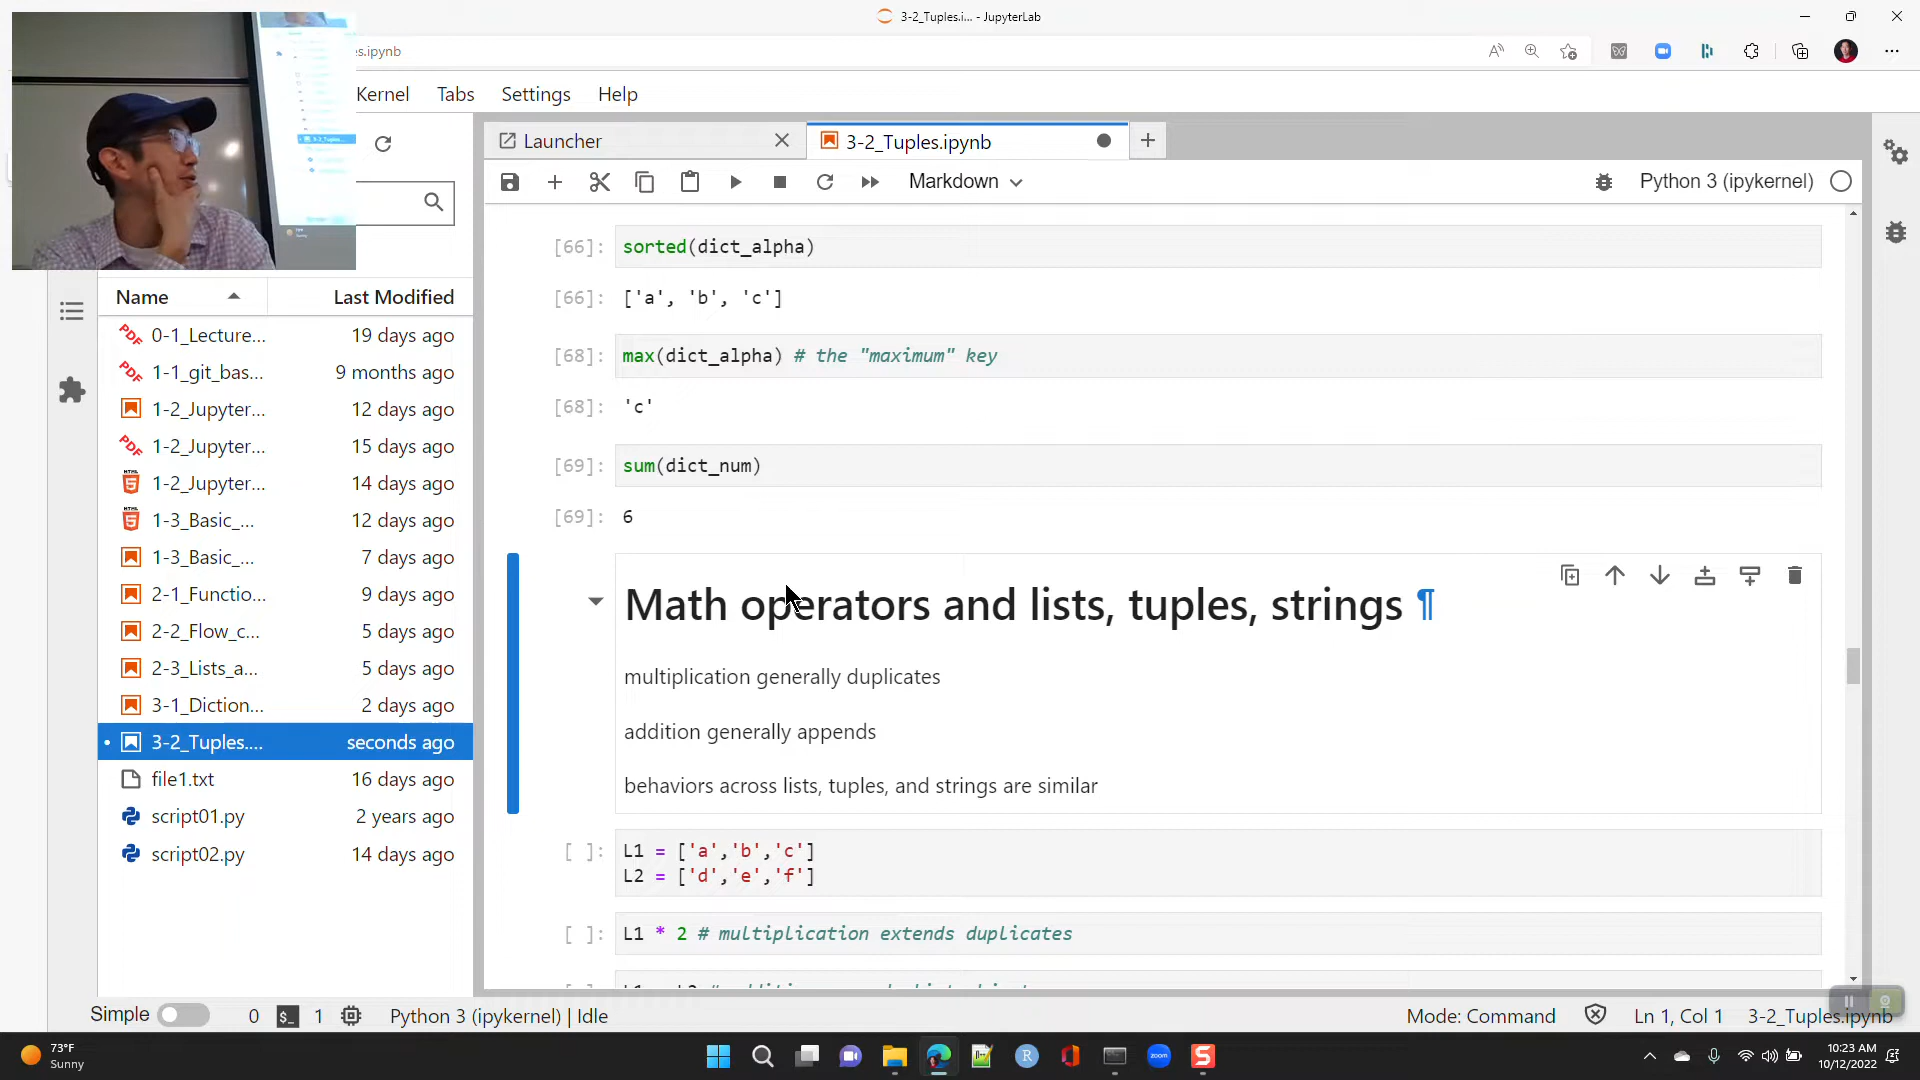 3-2_Tuples.i... - JupyterLab
es.ipynb
Kernel Tabs Settings Help
Launcher
3-2_Tuples.ipynb
Markdown
Python 3 (ipykernel)
Name Last Modified
0-1_Lecture... 19 days ago
1-1_git_bas... 9 months ago
1-2_Jupyter... 12 days ago
1-2_Jupyter... 15 days ago
1-2_Jupyter... 14 days ago
1-3_Basic_... 12 days ago
1-3_Basic_... 7 days ago
2-1_Functio... 9 days ago
2-2_Flow_c... 5 days ago
2-3_Lists_a... 5 days ago
3-1_Diction... 2 days ago
3-2_Tuples.... seconds ago
file1.txt 16 days ago
script01.py 2 years ago
script02.py 14 days ago
[66]: sorted(dict_alpha)
[66]: ['a', 'b', 'c']
[68]: max(dict_alpha) # the "maximum" key
[68]: 'c'
[69]: sum(dict_num)
[69]: 6
Math operators and lists, tuples, strings ¶
multiplication generally duplicates
addition generally appends
behaviors across lists, tuples, and strings are similar
[ ]: L1 = ['a','b','c']
L2 = ['d','e','f']
[ ]: L1 * 2 # multiplication extends duplicates
Simple 0 $_ 1 Python 3 (ipykernel) | Idle
Mode: Command Ln 1, Col 1 3-2_Tuples.ipynb
73°F
Sunny
10:23 AM
10/12/2022